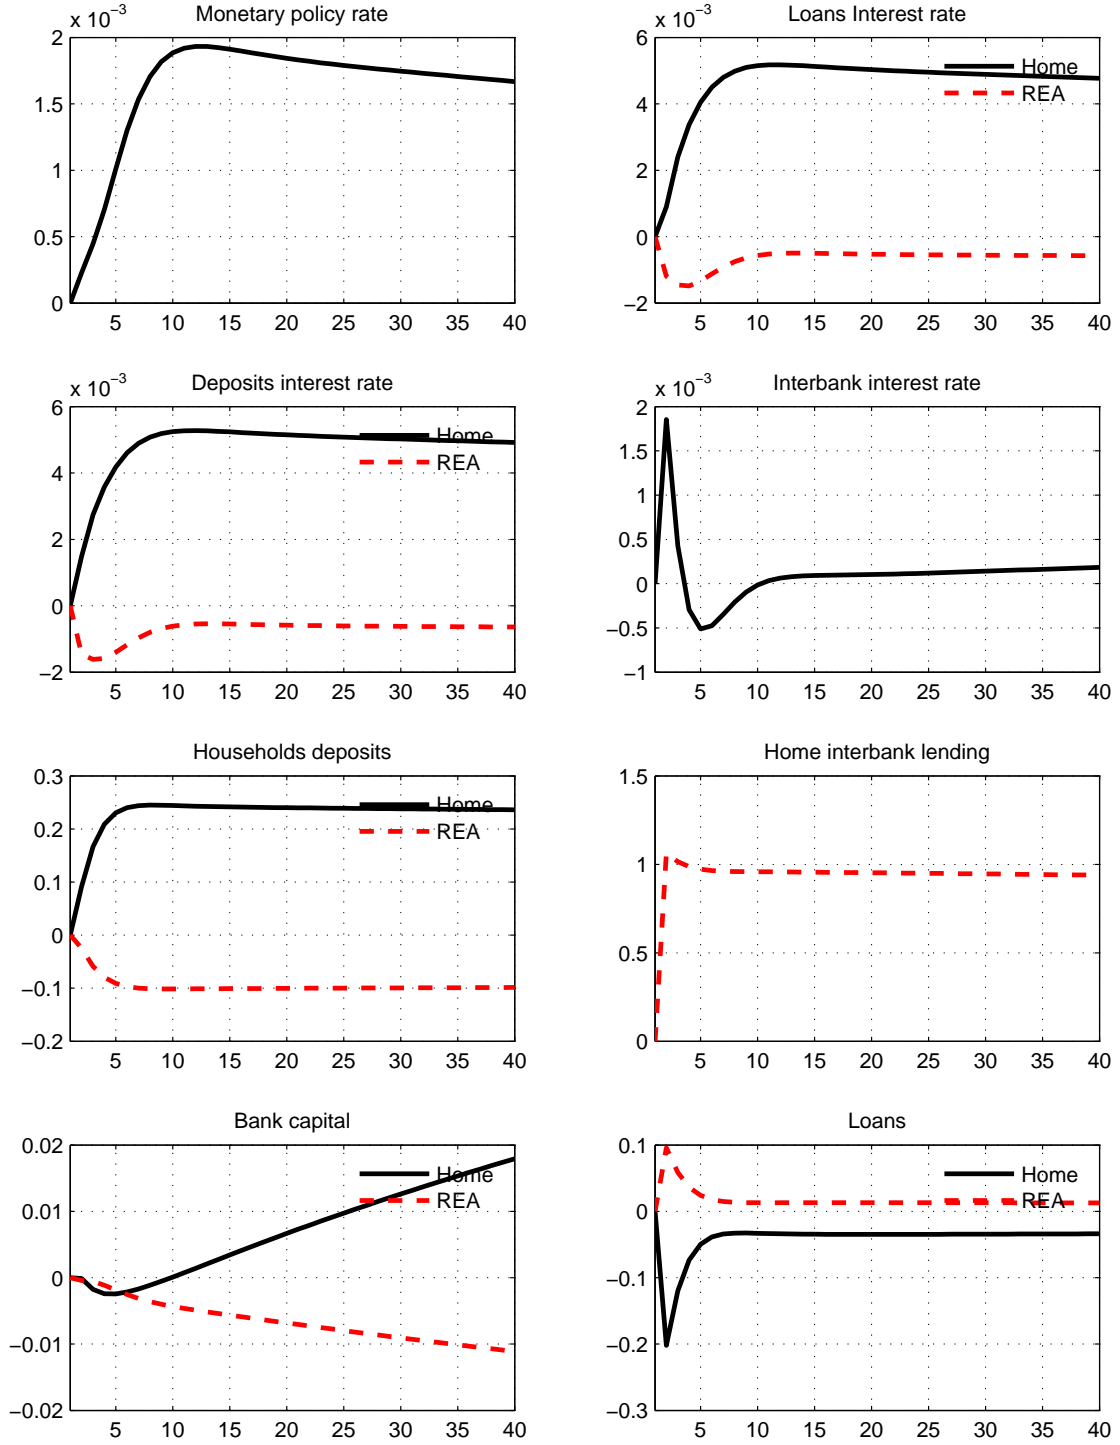 Monetary policy rate
x 10^-3
2
1.5
1
0.5
0
5 10 15 20 25 30 35 40
Loans Interest rate
x 10^-3
6
4
2
0
−2
Home
REA
5 10 15 20 25 30 35 40
Deposits interest rate
x 10^-3
6
4
2
0
−2
Home
REA
5 10 15 20 25 30 35 40
Interbank interest rate
x 10^-3
2
1.5
1
0.5
0
−0.5
−1
5 10 15 20 25 30 35 40
Households deposits
0.3
0.2
0.1
0
−0.1
−0.2
Home
REA
5 10 15 20 25 30 35 40
Home interbank lending
1.5
1
0.5
0
5 10 15 20 25 30 35 40
Bank capital
0.02
0.01
0
−0.01
−0.02
Home
REA
5 10 15 20 25 30 35 40
Loans
0.1
0
−0.1
−0.2
−0.3
Home
REA
5 10 15 20 25 30 35 40